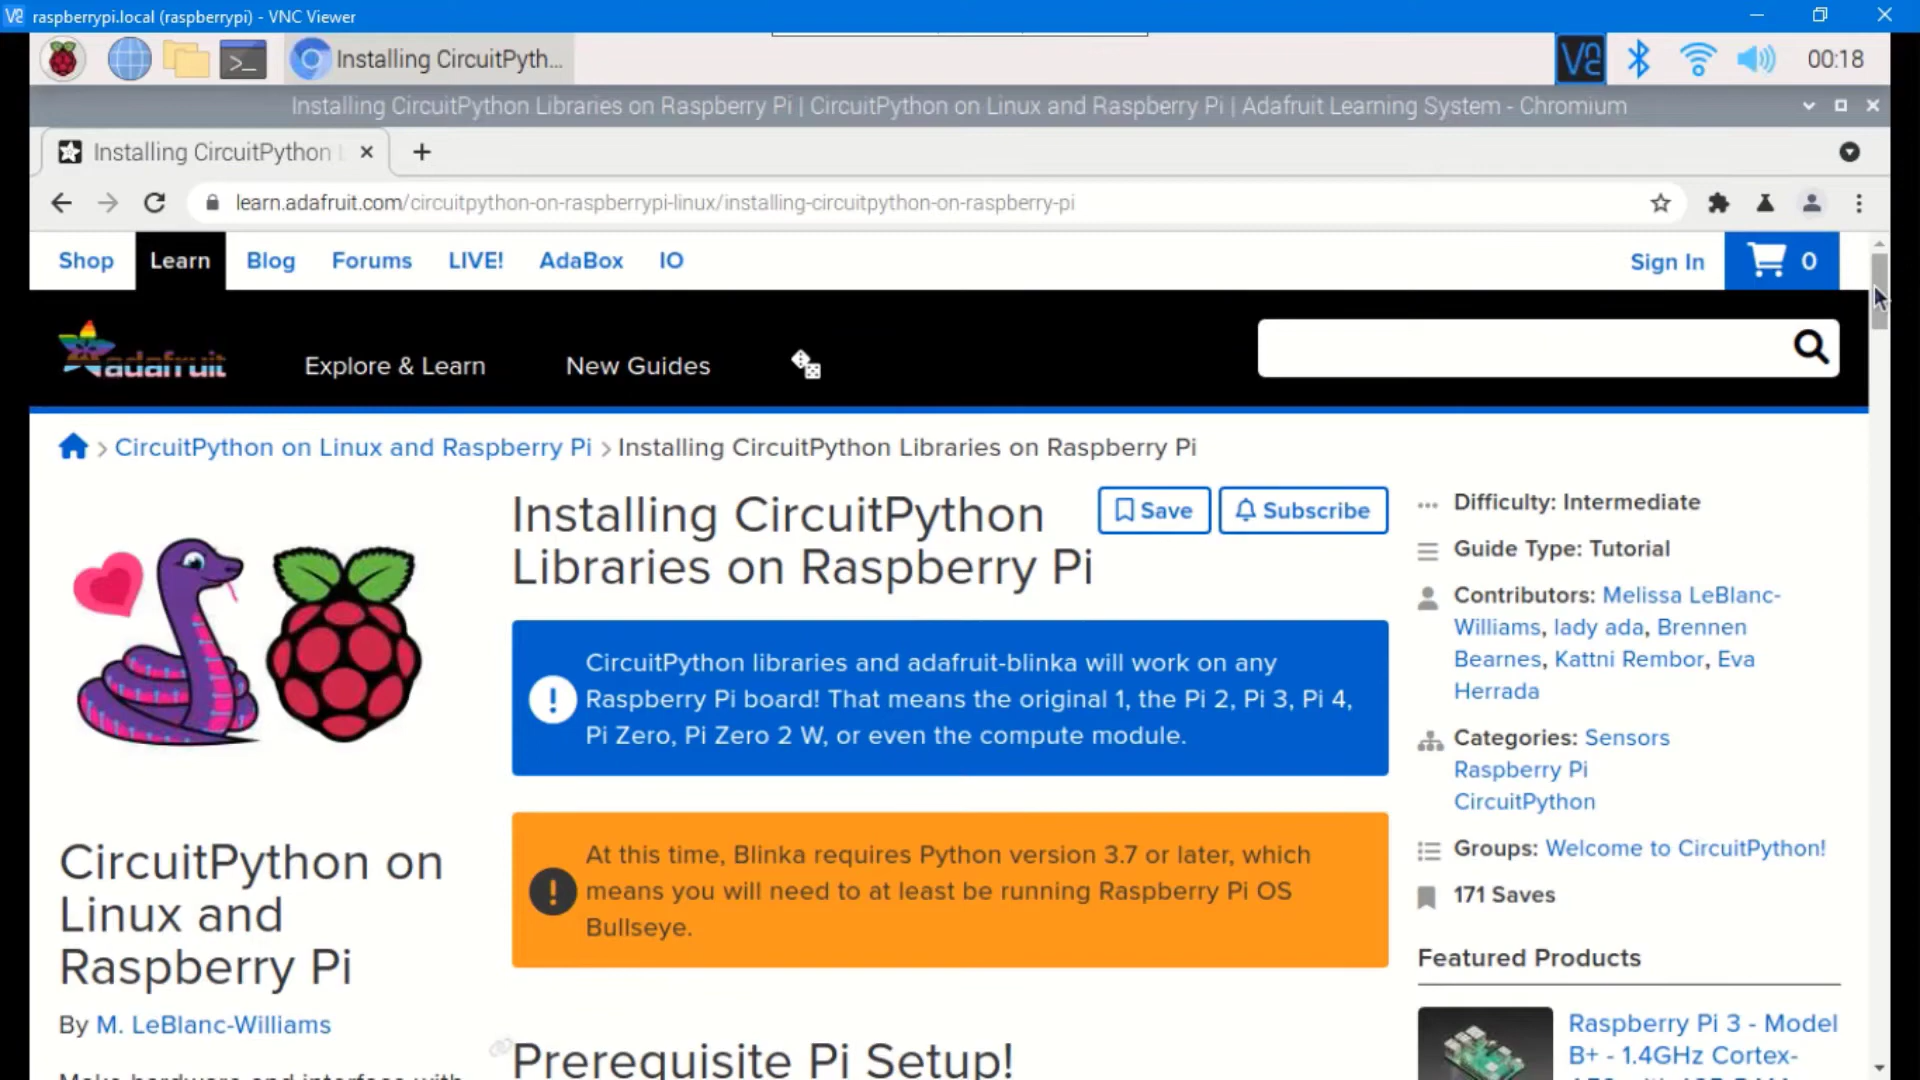 raspberrypi.local (raspberrypi) - VNC Viewer
Installing CircuitPyth...
00:18
Installing CircuitPython Libraries on Raspberry Pi | CircuitPython on Linux and Raspberry Pi | Adafruit Learning System - Chromium
Installing CircuitPython
learn.adafruit.com/circuitpython-on-raspberrypi-linux/installing-circuitpython-on-raspberry-pi
Shop Learn Blog Forums LIVE! AdaBox IO Sign In 0
adafruit Explore & Learn New Guides
CircuitPython on Linux and Raspberry Pi > Installing CircuitPython Libraries on Raspberry Pi
Installing CircuitPython
Libraries on Raspberry Pi
Save Subscribe
CircuitPython libraries and adafruit-blinka will work on any
Raspberry Pi board! That means the original 1, the Pi 2, Pi 3, Pi 4,
Pi Zero, Pi Zero 2 W, or even the compute module.
At this time, Blinka requires Python version 3.7 or later, which
means you will need to at least be running Raspberry Pi OS
Bullseye.
Prerequisite Pi Setup!
CircuitPython on
Linux and
Raspberry Pi
By M. LeBlanc-Williams
Make hardware and interface with
Difficulty: Intermediate
Guide Type: Tutorial
Contributors: Melissa LeBlanc-
Williams, lady ada, Brennen
Bearnes, Kattni Rembor, Eva
Herrada
Categories: Sensors
Raspberry Pi
CircuitPython
Groups: Welcome to CircuitPython!
171 Saves
Featured Products
Raspberry Pi 3 - Model
B+ - 1.4GHz Cortex-